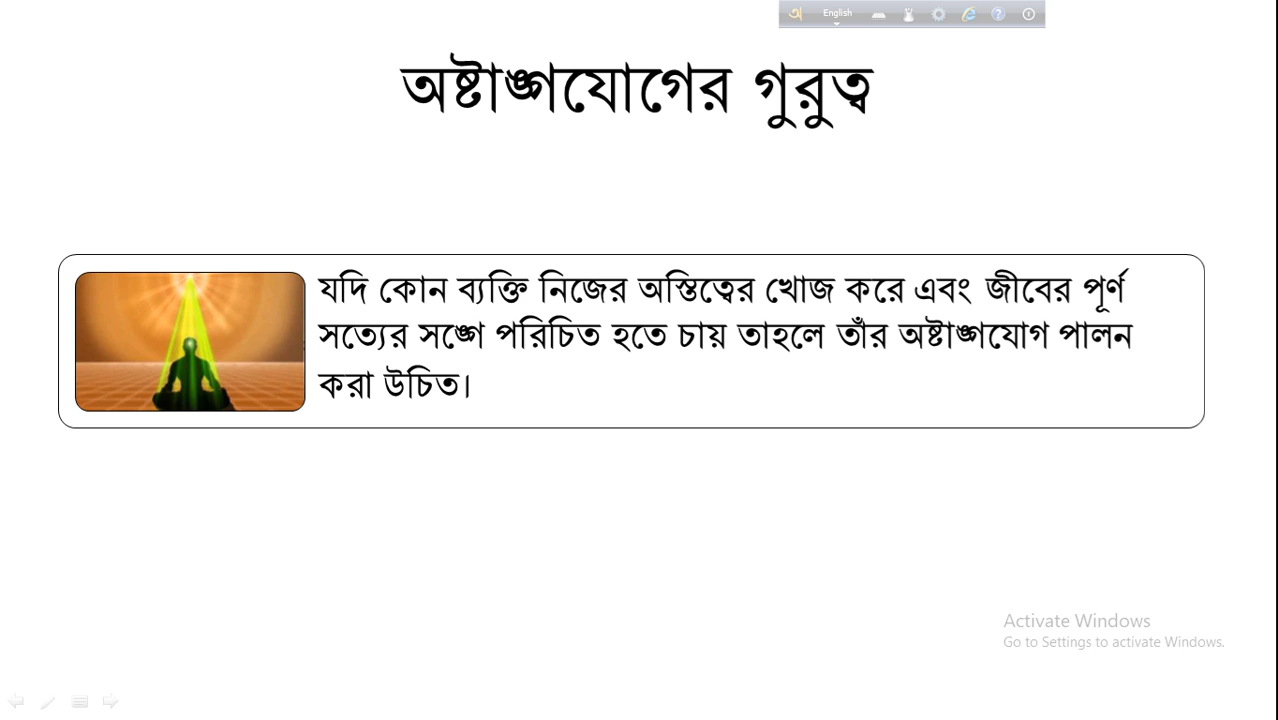 অ English
অষ্টাঙ্গযোগের গুরুত্ব
যদি কোন ব্যক্তি নিজের অস্তিত্বের খোজ করে এবং জীবের পূর্ণ
সত্যের সঙ্গে পরিচিত হতে চায় তাহলে তাঁর অষ্টাঙ্গযোগ পালন
করা উচিত।
Activate Windows
Go to Settings to activate Windows.